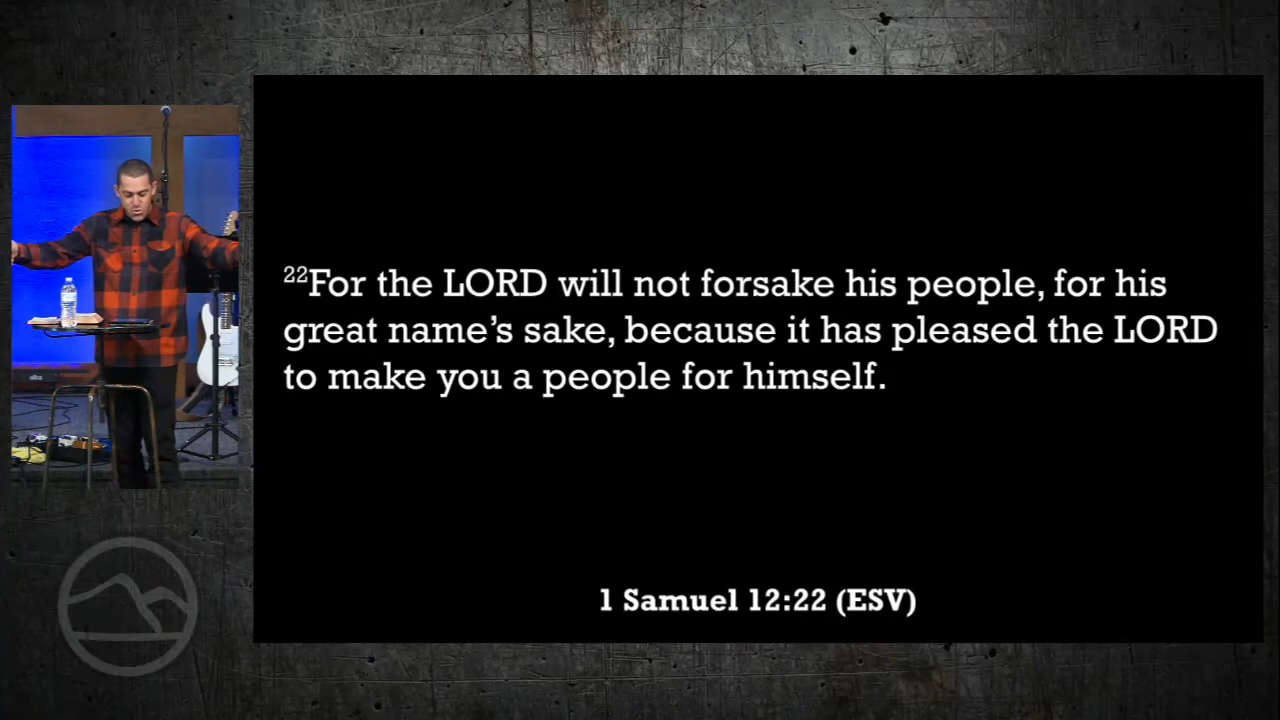 ²²For the LORD will not forsake his people, for his
great name’s sake, because it has pleased the LORD
to make you a people for himself.
1 Samuel 12:22 (ESV)